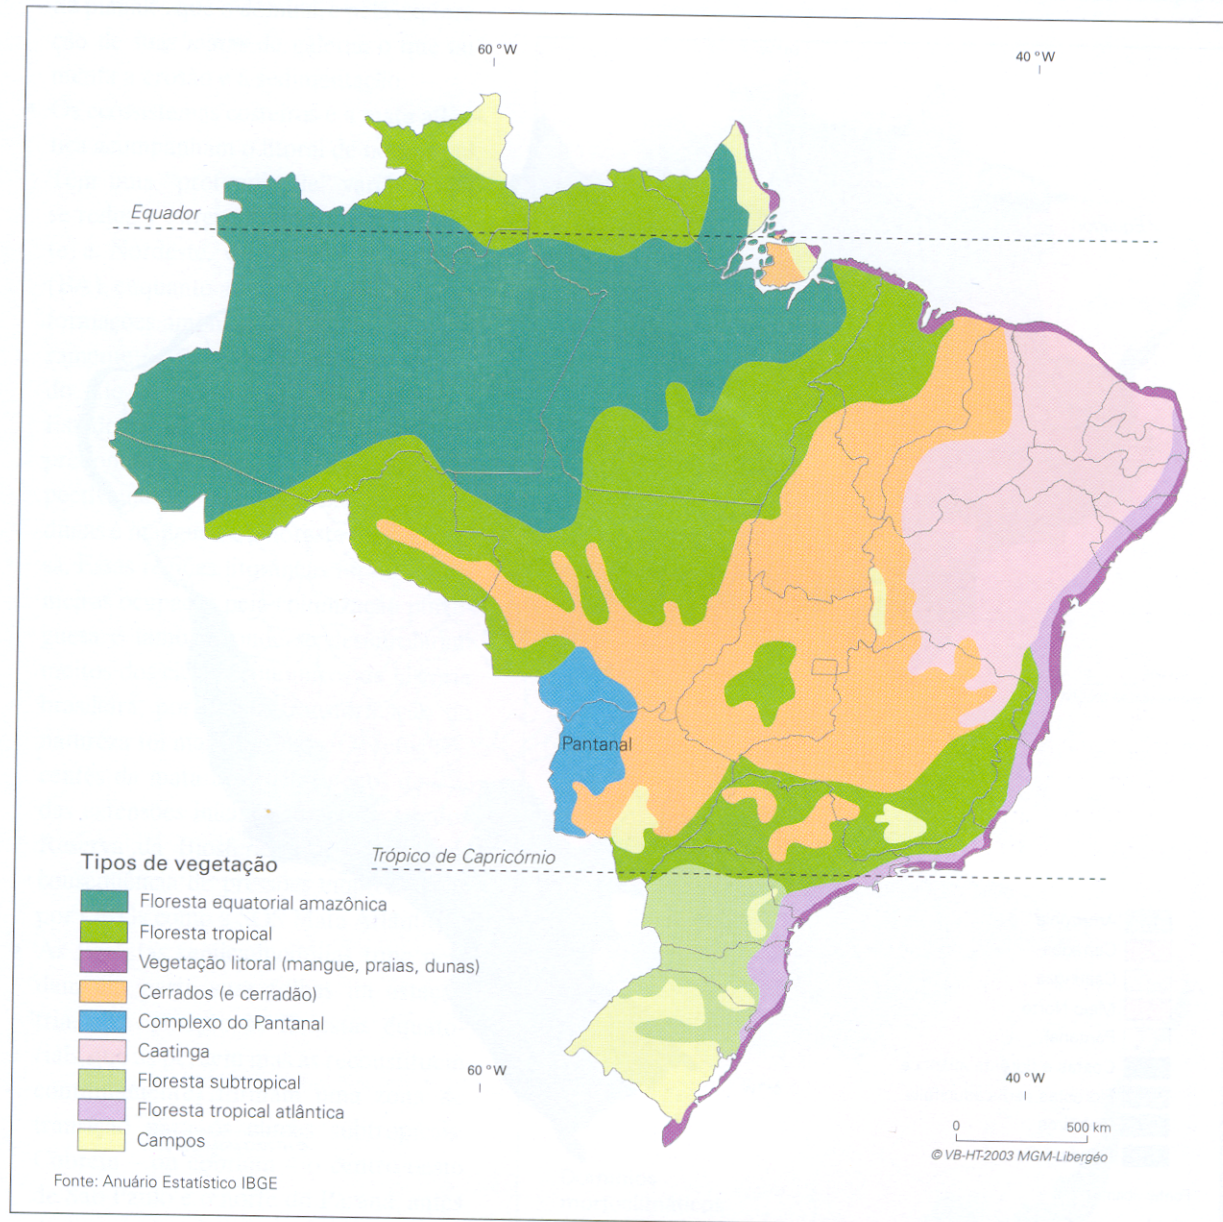 60 °W
40 °W
Equador
Pantanal
Trópico de Capricórnio
Tipos de vegetação
Floresta equatorial amazônica
Floresta tropical
Vegetação litoral (mangue, praias, dunas)
Cerrados (e cerradão)
Complexo do Pantanal
Caatinga
Floresta subtropical
Floresta tropical atlântica
Campos
60 °W
40 °W
0 500 km
© VB-HT-2003 MGM-Libergéo
Fonte: Anuário Estatístico IBGE